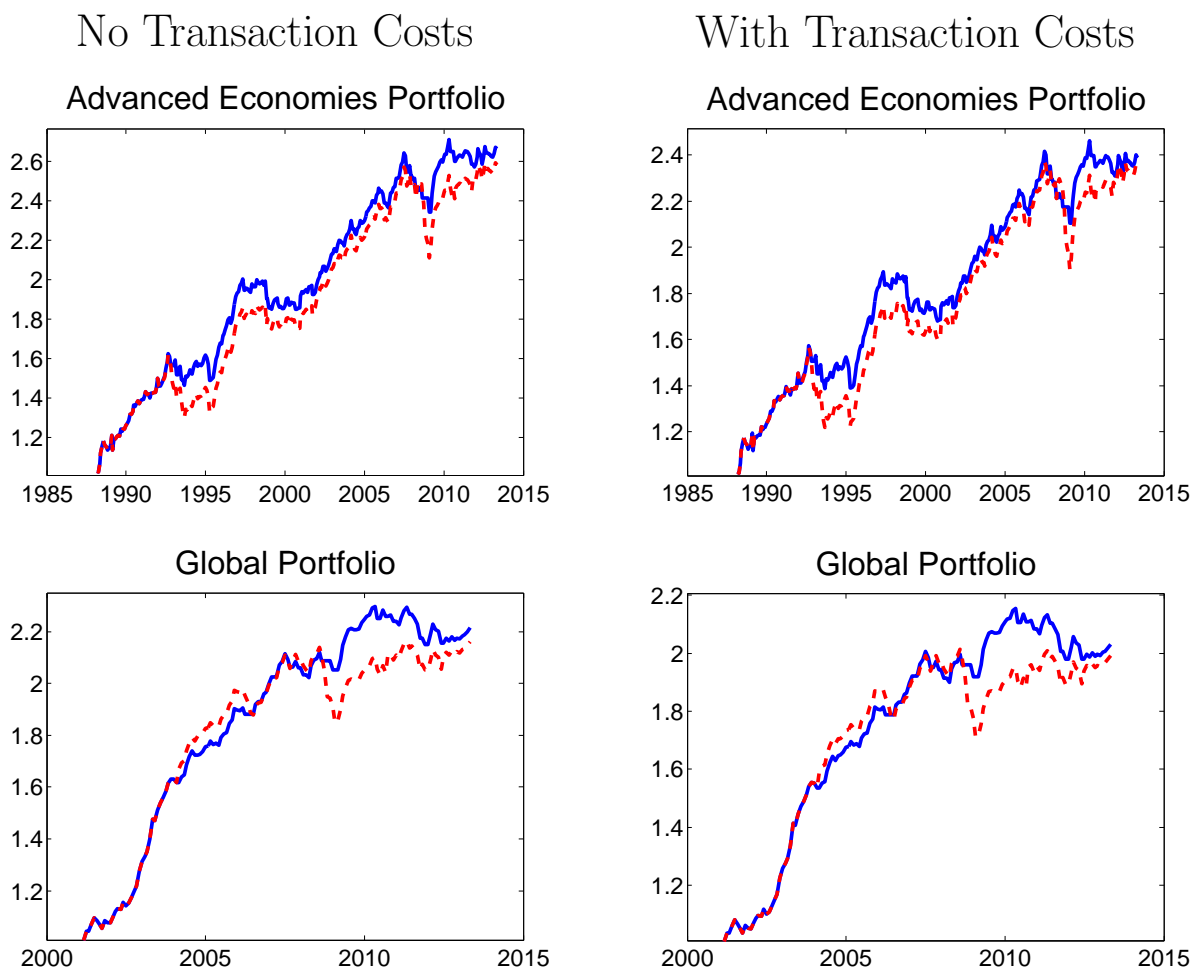 No Transaction Costs
With Transaction Costs
Advanced Economies Portfolio
2.6
2.4
2.2
2
1.8
1.6
1.4
1.2
1985 1990 1995 2000 2005 2010 2015
Advanced Economies Portfolio
2.4
2.2
2
1.8
1.6
1.4
1.2
1985 1990 1995 2000 2005 2010 2015
Global Portfolio
2.2
2
1.8
1.6
1.4
1.2
2000 2005 2010 2015
Global Portfolio
2.2
2
1.8
1.6
1.4
1.2
2000 2005 2010 2015